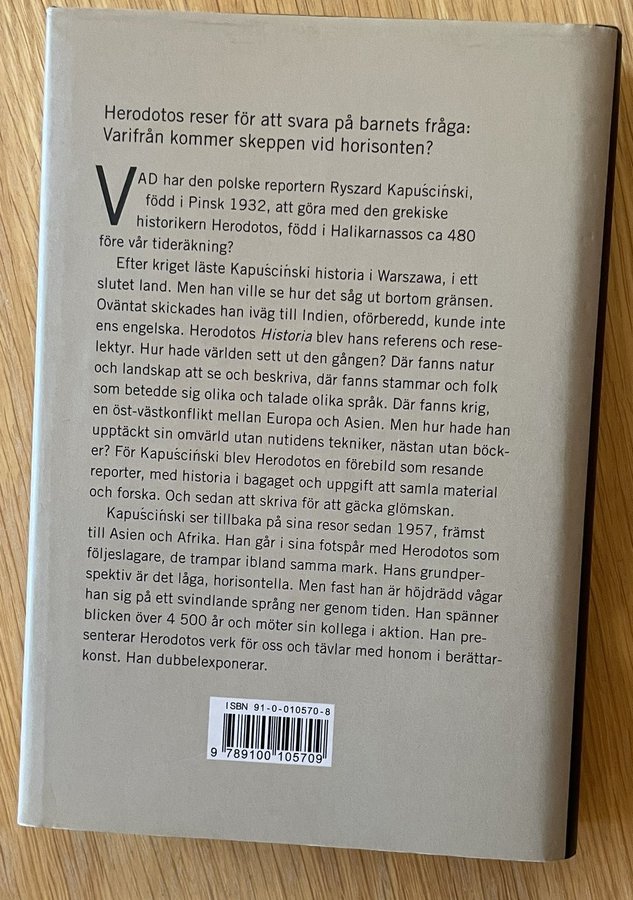 Herodotos reser för att svara på barnets fråga:
Varifrån kommer skeppen vid horisonten?
VAD har den polske reportern Ryszard Kapuściński,
född i Pinsk 1932, att göra med den grekiske
historikern Herodotos, född i Halikarnassos ca 480
före vår tideräkning?
Efter kriget läste Kapuściński historia i Warszawa, i ett
slutet land. Men han ville se hur det såg ut bortom gränsen.
Oväntat skickades han iväg till Indien, oförberedd, kunde inte
ens engelska. Herodotos Historia blev hans referens och rese-
lektyr. Hur hade världen sett ut den gången? Där fanns natur
och landskap att se och beskriva, där fanns stammar och folk
som betedde sig olika och talade olika språk. Där fanns krig,
en öst-västkonflikt mellan Europa och Asien. Men hur hade han
upptäckt sin omvärld utan nutidens tekniker, nästan utan böck-
er? För Kapuściński blev Herodotos en förebild som resande
reporter, med historia i bagaget och uppgift att samla material
och forska. Och sedan att skriva för att gäcka glömskan.
Kapuściński ser tillbaka på sina resor sedan 1957, främst
till Asien och Afrika. Han går i sina fotspår med Herodotos som
följeslagare, de trampar ibland samma mark. Hans grundper-
spektiv är det låga, horisontella. Men fast han är höjdrädd vågar
han sig på ett svindlande språng ner genom tiden. Han spänner
blicken över 4 500 år och möter sin kollega i aktion. Han pre-
senterar Herodotos verk för oss och tävlar med honom i berättar-
konst. Han dubbelexponerar.
ISBN 91-0-010570-8
9 789100 105709